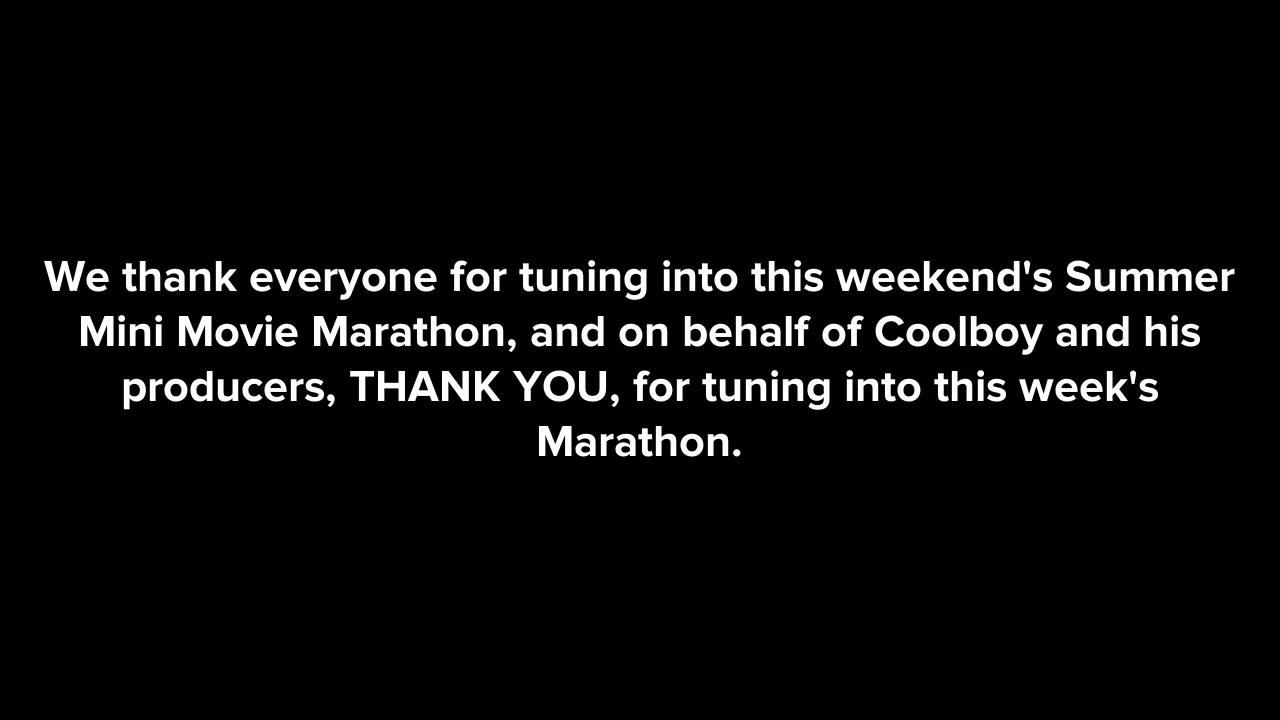 We thank everyone for tuning into this weekend's Summer
Mini Movie Marathon, and on behalf of Coolboy and his
producers, THANK YOU, for tuning into this week's
Marathon.